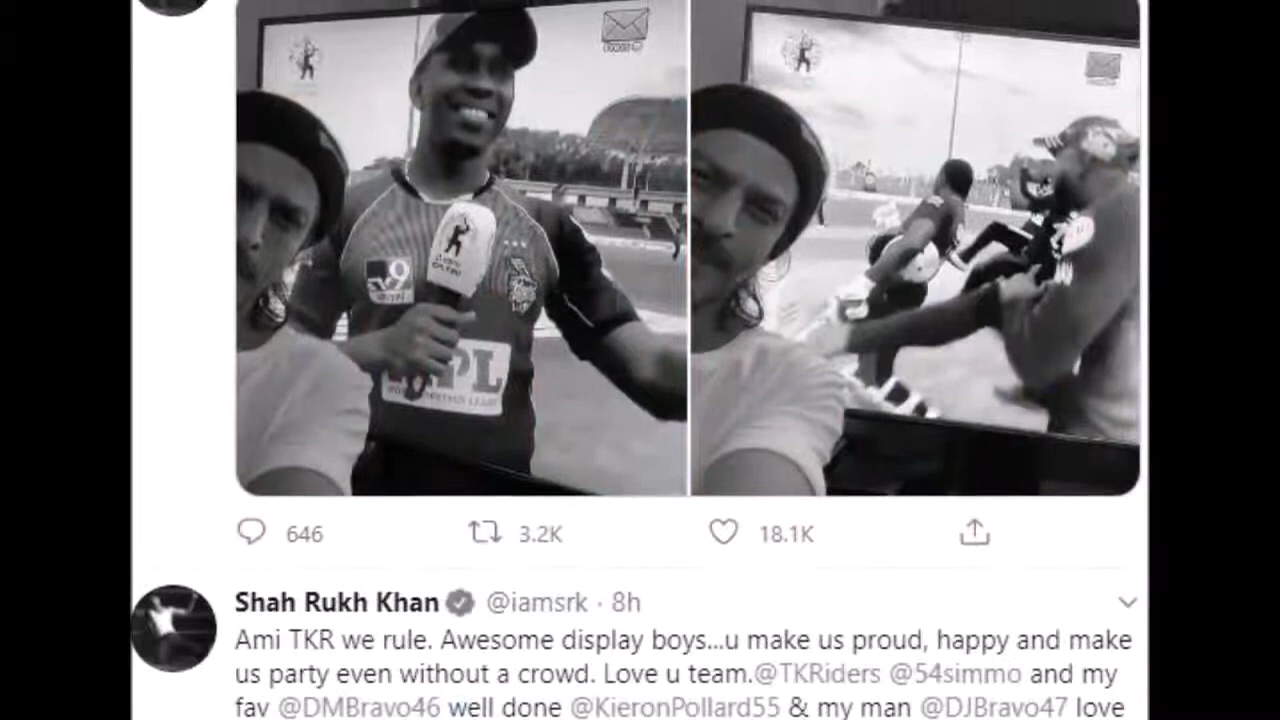 646 3.2K 18.1K
Shah Rukh Khan @iamsrk · 8h
Ami TKR we rule. Awesome display boys...u make us proud, happy and make
us party even without a crowd. Love u team.@TKRiders @54simmo and my
fav @DMBravo46 well done @KieronPollard55 & my man @DJBravo47 love